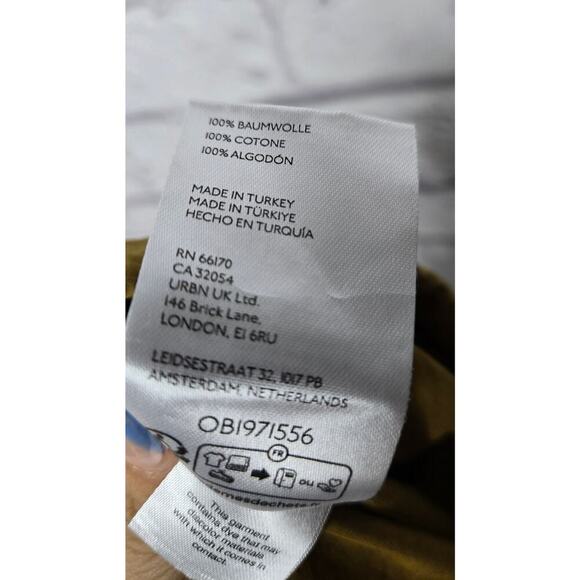 100% BAUMWOLLE
100% COTONE
100% ALGODÓN
MADE IN TURKEY
MADE IN TÜRKIYE
HECHO EN TURQUÍA
RN 66170
CA 32054
URBN UK Ltd.
146 Brick Lane,
LONDON, E1 6RU
LEIDSESTRAAT 32, 1017 PB
AMSTERDAM, NETHERLANDS
OB1971556
FR
OU
This garment
contains dye that may
discolor materials
with which it comes in
contact.